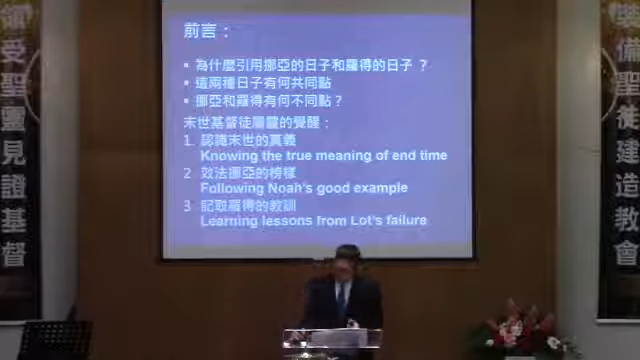 前言：
▪ 為什麼引用挪亞的日子和羅得的日子？
▪ 這兩種日子有何共同點
▪ 挪亞和羅得有何不同點？
末世基督徒屬靈的覺醒：
1. 認識末世的真義
Knowing the true meaning of end time
2 效法挪亞的榜樣
Following Noah's good example
3 記取羅得的教訓
Learning lessons from Lot's failure
領受聖靈見證基督
裝備聖徒建造教會